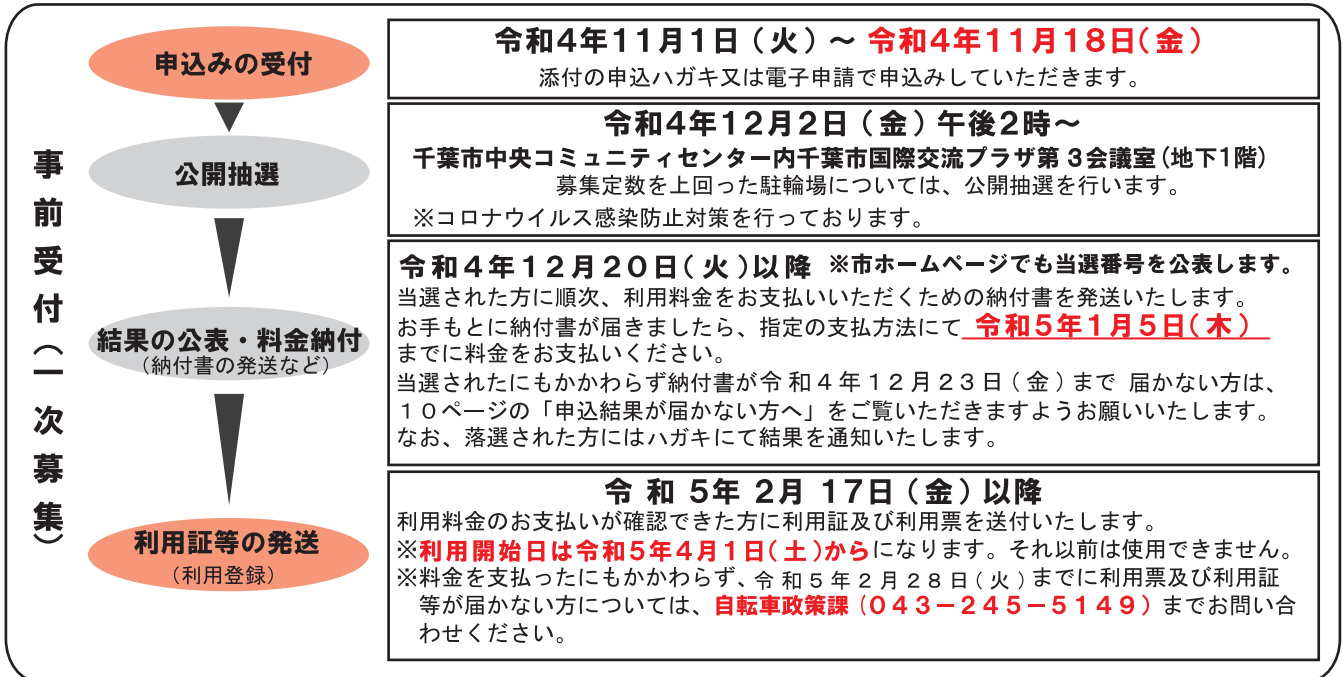 事前受付（一次募集）
申込みの受付
令和4年11月1日（火）～ 令和4年11月18日（金）
添付の申込ハガキ又は電子申請で申込みしていただきます。
公開抽選
令和4年12月2日（金）午後2時～
千葉市中央コミュニティセンター内千葉市国際交流プラザ第 3会議室（地下1階）
募集定数を上回った駐輪場については、公開抽選を行います。
※コロナウイルス感染防止対策を行っております。
結果の公表・料金納付
（納付書の発送など）
令和4年12月20日（火）以降 ※市ホームページでも当選番号を公表します。
当選された方に順次、利用料金をお支払いいただくための納付書を発送いたします。
お手もとに納付書が届きましたら、指定の支払方法にて 令和5年1月5日（木）
までに料金をお支払いください。
当選されたにもかかわらず納付書が令和4年12月23日（金）まで 届かない方は、
10ページの「申込結果が届かない方へ」をご覧いただきますようお願いいたします。
なお、落選された方にはハガキにて結果を通知いたします。
利用証等の発送
（利用登録）
令和 5年 2月 17日（金）以降
利用料金のお支払いが確認できた方に利用証及び利用票を送付いたします。
※利用開始日は令和5年4月1日（土）からになります。それ以前は使用できません。
※料金を支払ったにもかかわらず、令和5年2月28日（火）までに利用票及び利用証
等が届かない方については、自転車政策課（043－245－5149）までお問い合
わせください。